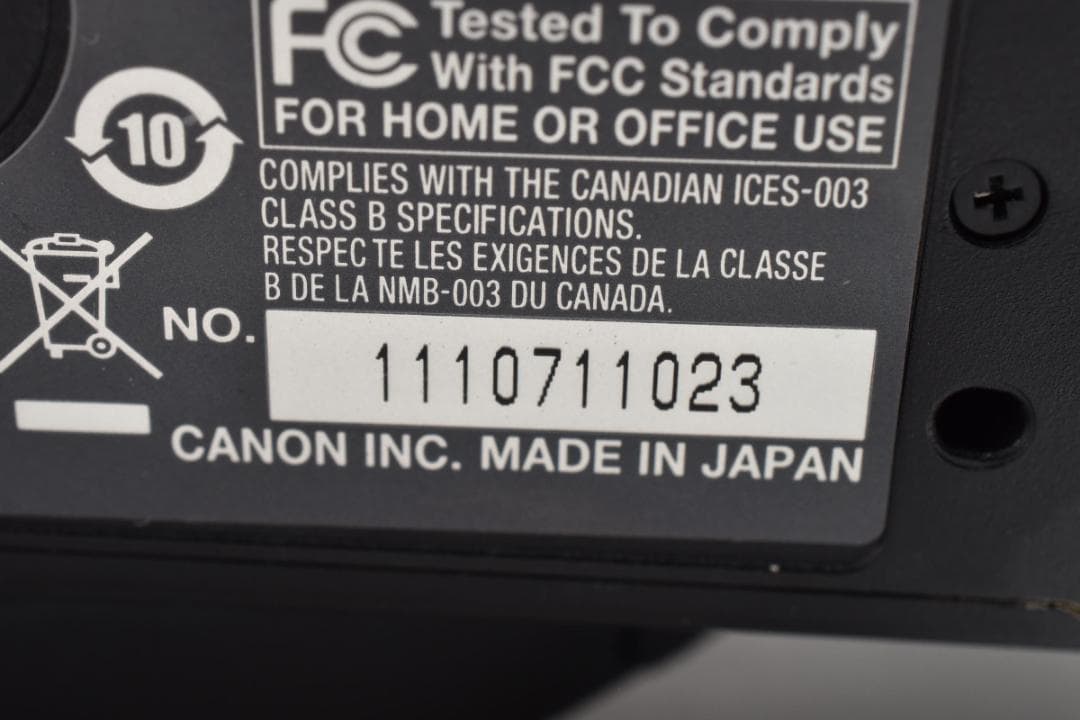 FC Tested To Comply
With FCC Standards
FOR HOME OR OFFICE USE
10
COMPLIES WITH THE CANADIAN ICES-003
CLASS B SPECIFICATIONS.
RESPECTE LES EXIGENCES DE LA CLASSE
B DE LA NMB-003 DU CANADA.
NO. 1110711023
CANON INC. MADE IN JAPAN